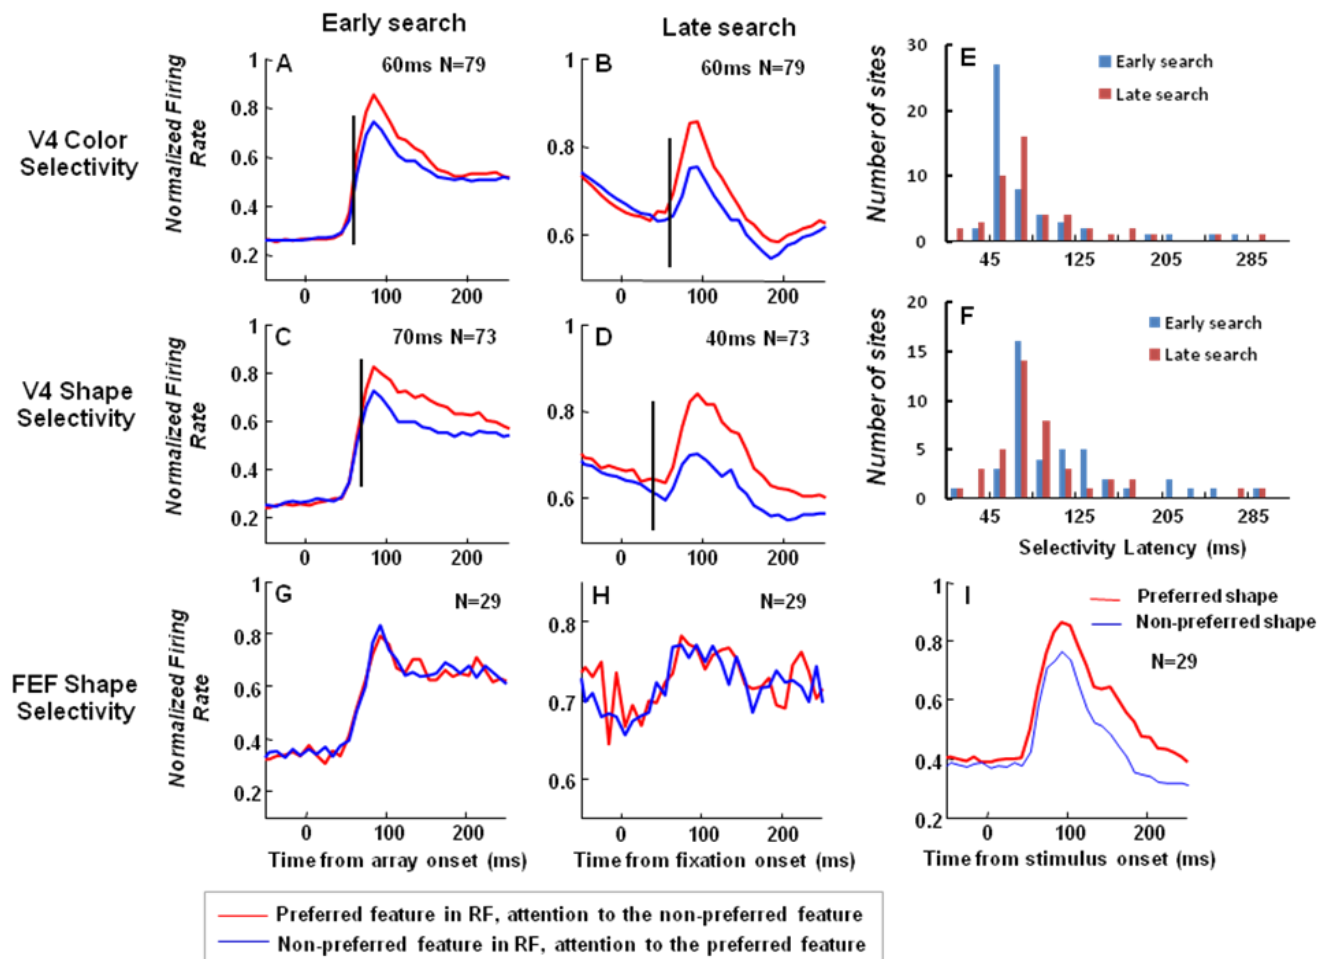 Early search
Late search
V4 Color
Selectivity
Normalized Firing
Rate
A
60ms N=79
1
0.8
0.6
0.4
0.2
0
100
200
B
60ms N=79
1
0.8
0.6
0
100
200
E
Early search
Late search
Number of sites
30
20
10
0
45
125
205
285
V4 Shape
Selectivity
Normalized Firing
Rate
C
70ms N=73
1
0.8
0.6
0.4
0.2
0
100
200
D
40ms N=73
1
0.8
0.6
0
100
200
F
Early search
Late search
Number of sites
20
15
10
5
0
45
125
205
285
Selectivity Latency (ms)
FEF Shape
Selectivity
Normalized Firing
Rate
G
N=29
1
0.8
0.6
0.4
0.2
0
100
200
Time from array onset (ms)
H
N=29
0.8
0.7
0.6
0
100
200
Time from fixation onset (ms)
I
Preferred shape
Non-preferred shape
N=29
1
0.8
0.6
0.4
0.2
0
100
200
Time from stimulus onset (ms)
Preferred feature in RF, attention to the non-preferred feature
Non-preferred feature in RF, attention to the preferred feature